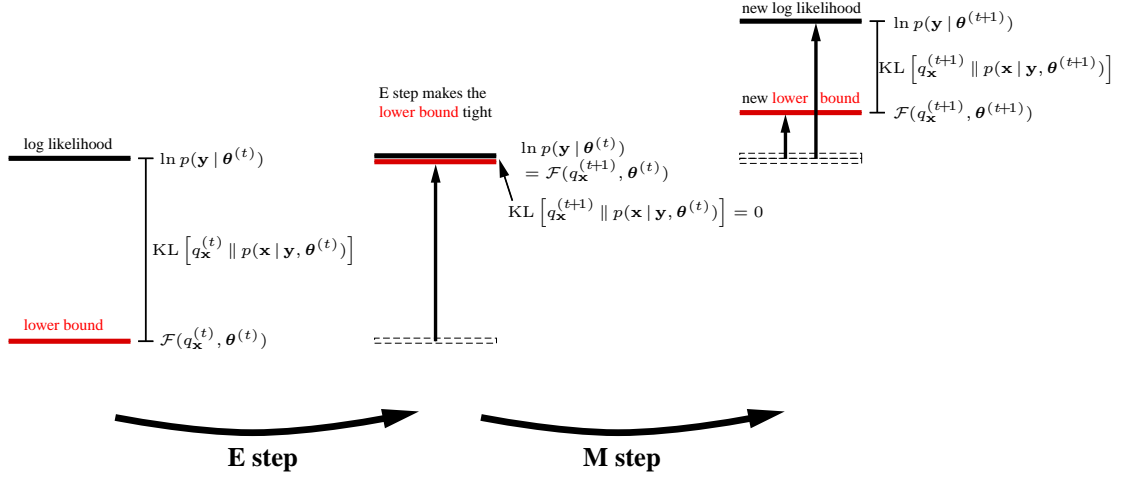 log likelihood
ln p(𝐲 | 𝜽^(t))
KL [q_𝐱^(t) ‖ p(𝐱 | 𝐲, 𝜽^(t))]
lower bound
ℱ(q_𝐱^(t), 𝜽^(t))
E step makes the
lower bound tight
ln p(𝐲 | 𝜽^(t))
= ℱ(q_𝐱^(t+1), 𝜽^(t))
KL [q_𝐱^(t+1) ‖ p(𝐱 | 𝐲, 𝜽^(t))] = 0
new log likelihood
ln p(𝐲 | 𝜽^(t+1))
KL [q_𝐱^(t+1) ‖ p(𝐱 | 𝐲, 𝜽^(t+1))]
new lower bound
ℱ(q_𝐱^(t+1), 𝜽^(t+1))
E step
M step